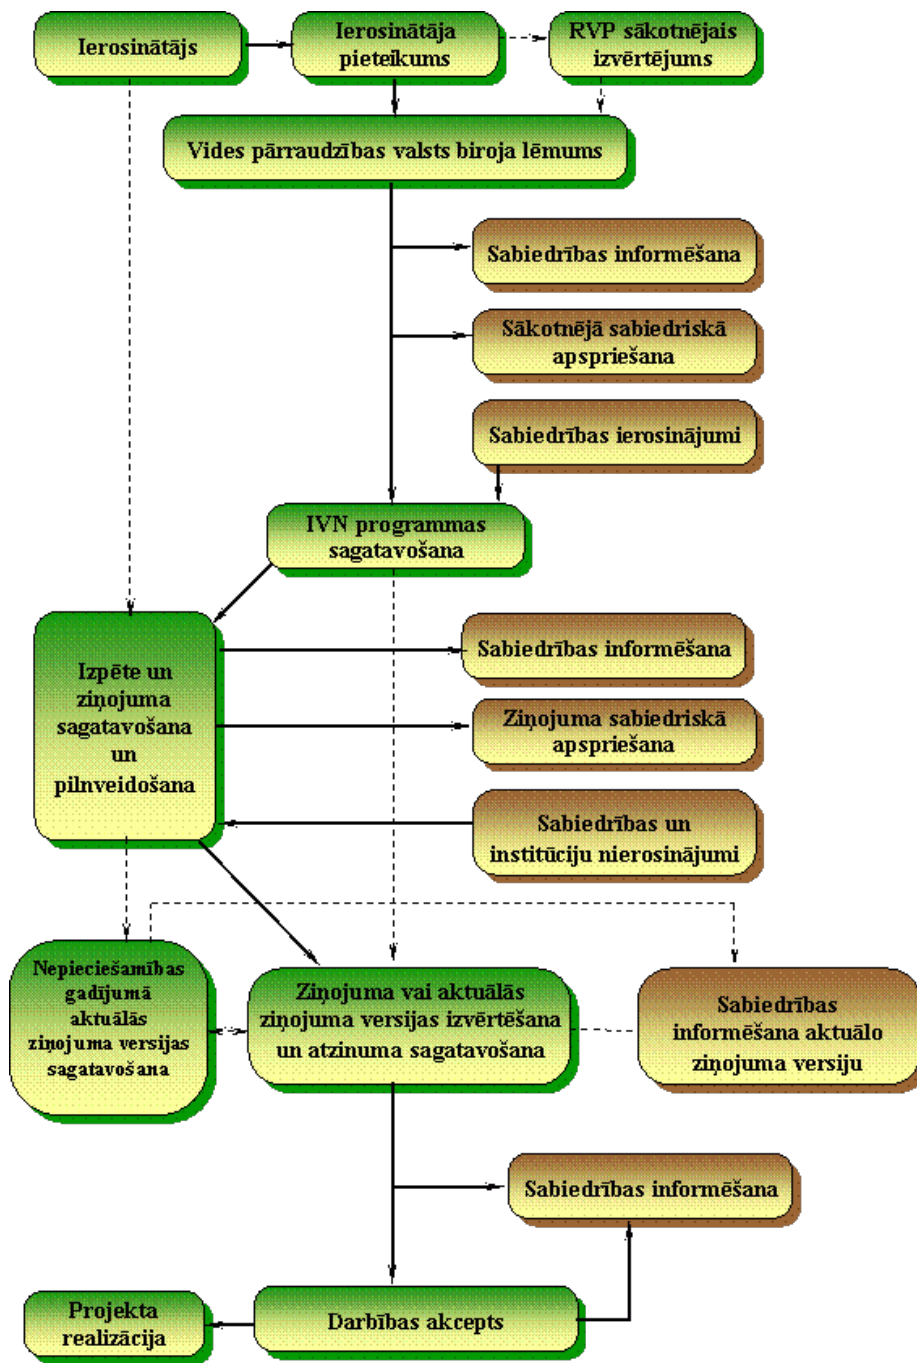 Ierosinātājs
Ierosinātāja
pieteikums
RVP sākotnējais
izvērtējums
Vides pārraudzības valsts biroja lēmums
Sabiedrības informēšana
Sākotnējā sabiedriskā
apspriešana
Sabiedrības ierosinājumi
IVN programmas
sagatavošana
Izpēte un
ziņojuma
sagatavošana
un
pilnveidošana
Sabiedrības informēšana
Ziņojuma sabiedriskā
apspriešana
Sabiedrības un
institūciju nierosinājumi
Nepieciešamības
gadījumā
aktuālās
ziņojuma versijas
sagatavošana
Ziņojuma vai aktuālās
ziņojuma versijas izvērtēšana
un atzinuma sagatavošana
Sabiedrības
informēšana aktuālo
ziņojuma versiju
Sabiedrības informēšana
Projekta
realizācija
Darbības akcepts